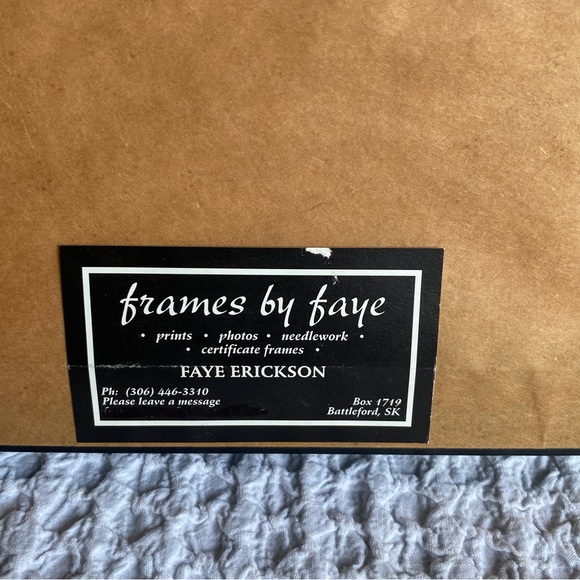 frames by faye
• prints • photos • needlework •
• certificate frames •
FAYE ERICKSON
Ph: (306) 446-3310
Please leave a message
Box 1719
Battleford, SK